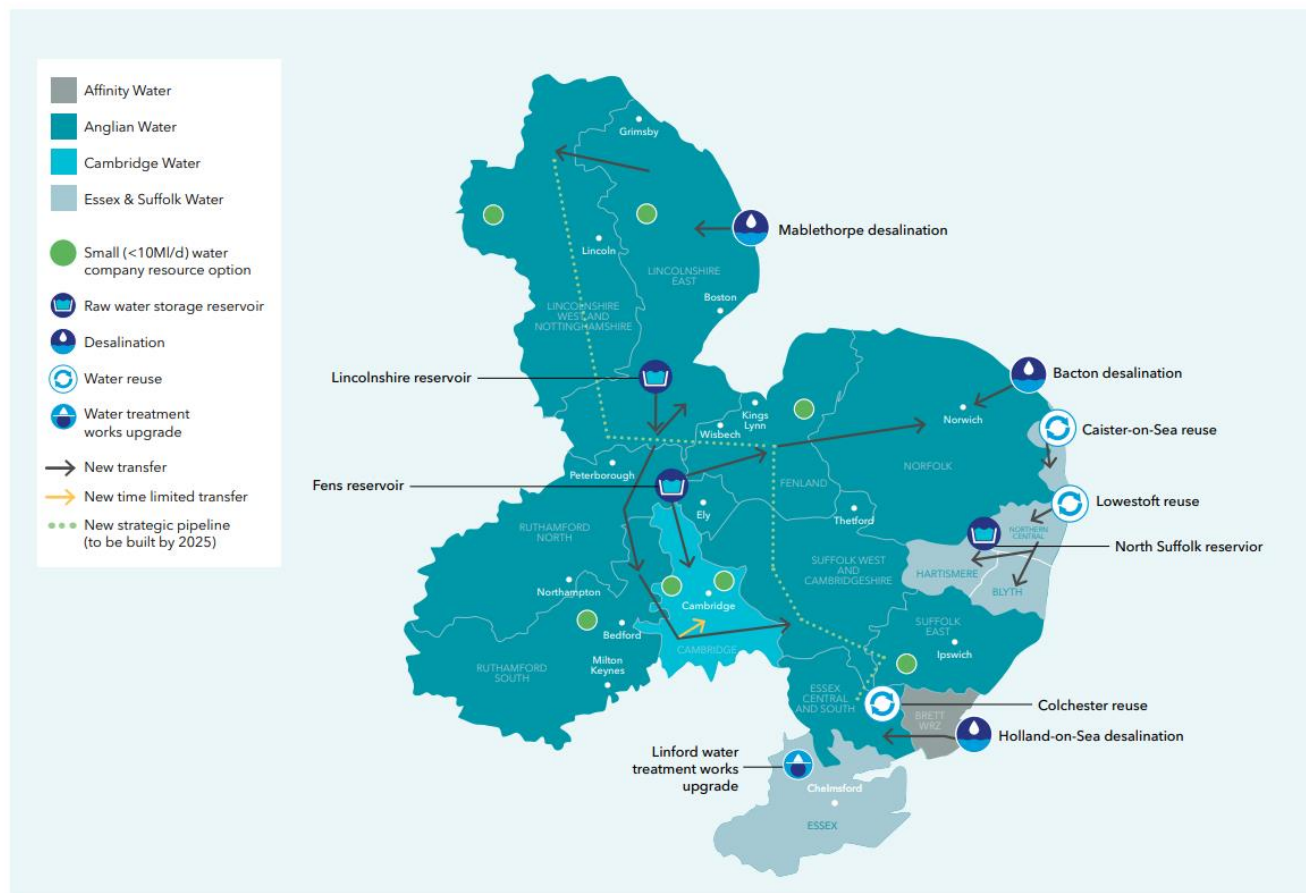 Affinity Water
Anglian Water
Cambridge Water
Essex & Suffolk Water
Small (<10Ml/d) water
company resource option
Raw water storage reservoir
Desalination
Water reuse
Water treatment
works upgrade
New transfer
New time limited transfer
New strategic pipeline
(to be built by 2025)
Grimsby
Mablethorpe desalination
Lincoln
LINCOLNSHIRE
EAST
Boston
LINCOLNSHIRE
WEST AND
NOTTINGHAMSHIRE
Lincolnshire reservoir
Bacton desalination
Kings
Lynn
Wisbech
Norwich
Caister-on-Sea reuse
NORFOLK
Peterborough
Fens reservoir
FENLAND
Ely
Thetford
Lowestoft reuse
RUTHAMFORD
NORTH
NORTHERN
CENTRAL
North Suffolk reservior
SUFFOLK WEST
AND
CAMBRIDGESHIRE
HARTISMERE
BLYTH
Northampton
Cambridge
Bedford
SUFFOLK
EAST
Ipswich
CAMBRIDGE
Milton
Keynes
RUTHAMFORD
SOUTH
ESSEX
CENTRAL
AND SOUTH
Colchester reuse
BRETT
WRZ
Holland-on-Sea desalination
Linford water
treatment works
upgrade
Chelmsford
ESSEX